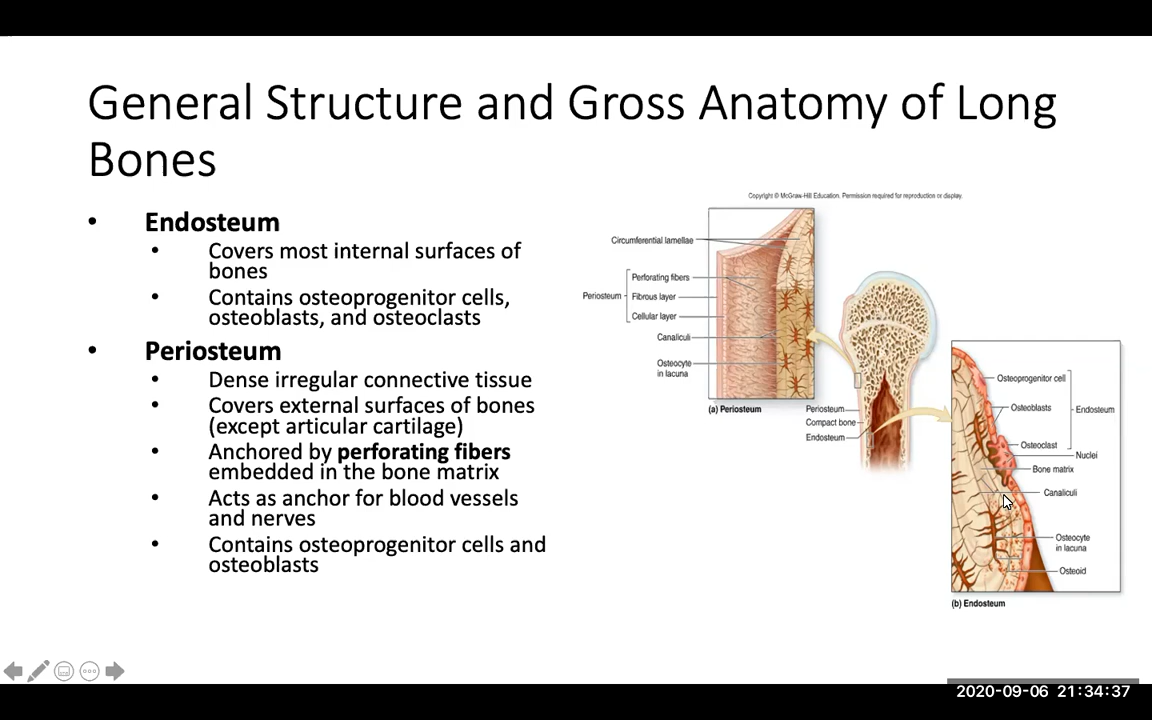 General Structure and Gross Anatomy of Long
Bones
• Endosteum
• Covers most internal surfaces of
bones
• Contains osteoprogenitor cells,
osteoblasts, and osteoclasts
• Periosteum
• Dense irregular connective tissue
• Covers external surfaces of bones
(except articular cartilage)
• Anchored by perforating fibers
embedded in the bone matrix
• Acts as anchor for blood vessels
and nerves
• Contains osteoprogenitor cells and
osteoblasts
Copyright © McGraw-Hill Education. Permission required for reproduction or display.
Circumferential lamellae
Perforating fibers
Periosteum
Fibrous layer
Cellular layer
Canaliculi
Osteocyte
in lacuna
(a) Periosteum
Periosteum
Compact bone
Endosteum
Osteoprogenitor cell
Osteoblasts
Endosteum
Osteoclast
Nuclei
Bone matrix
Canaliculi
Osteocyte
in lacuna
Osteoid
(b) Endosteum
2020-09-06 21:34:37